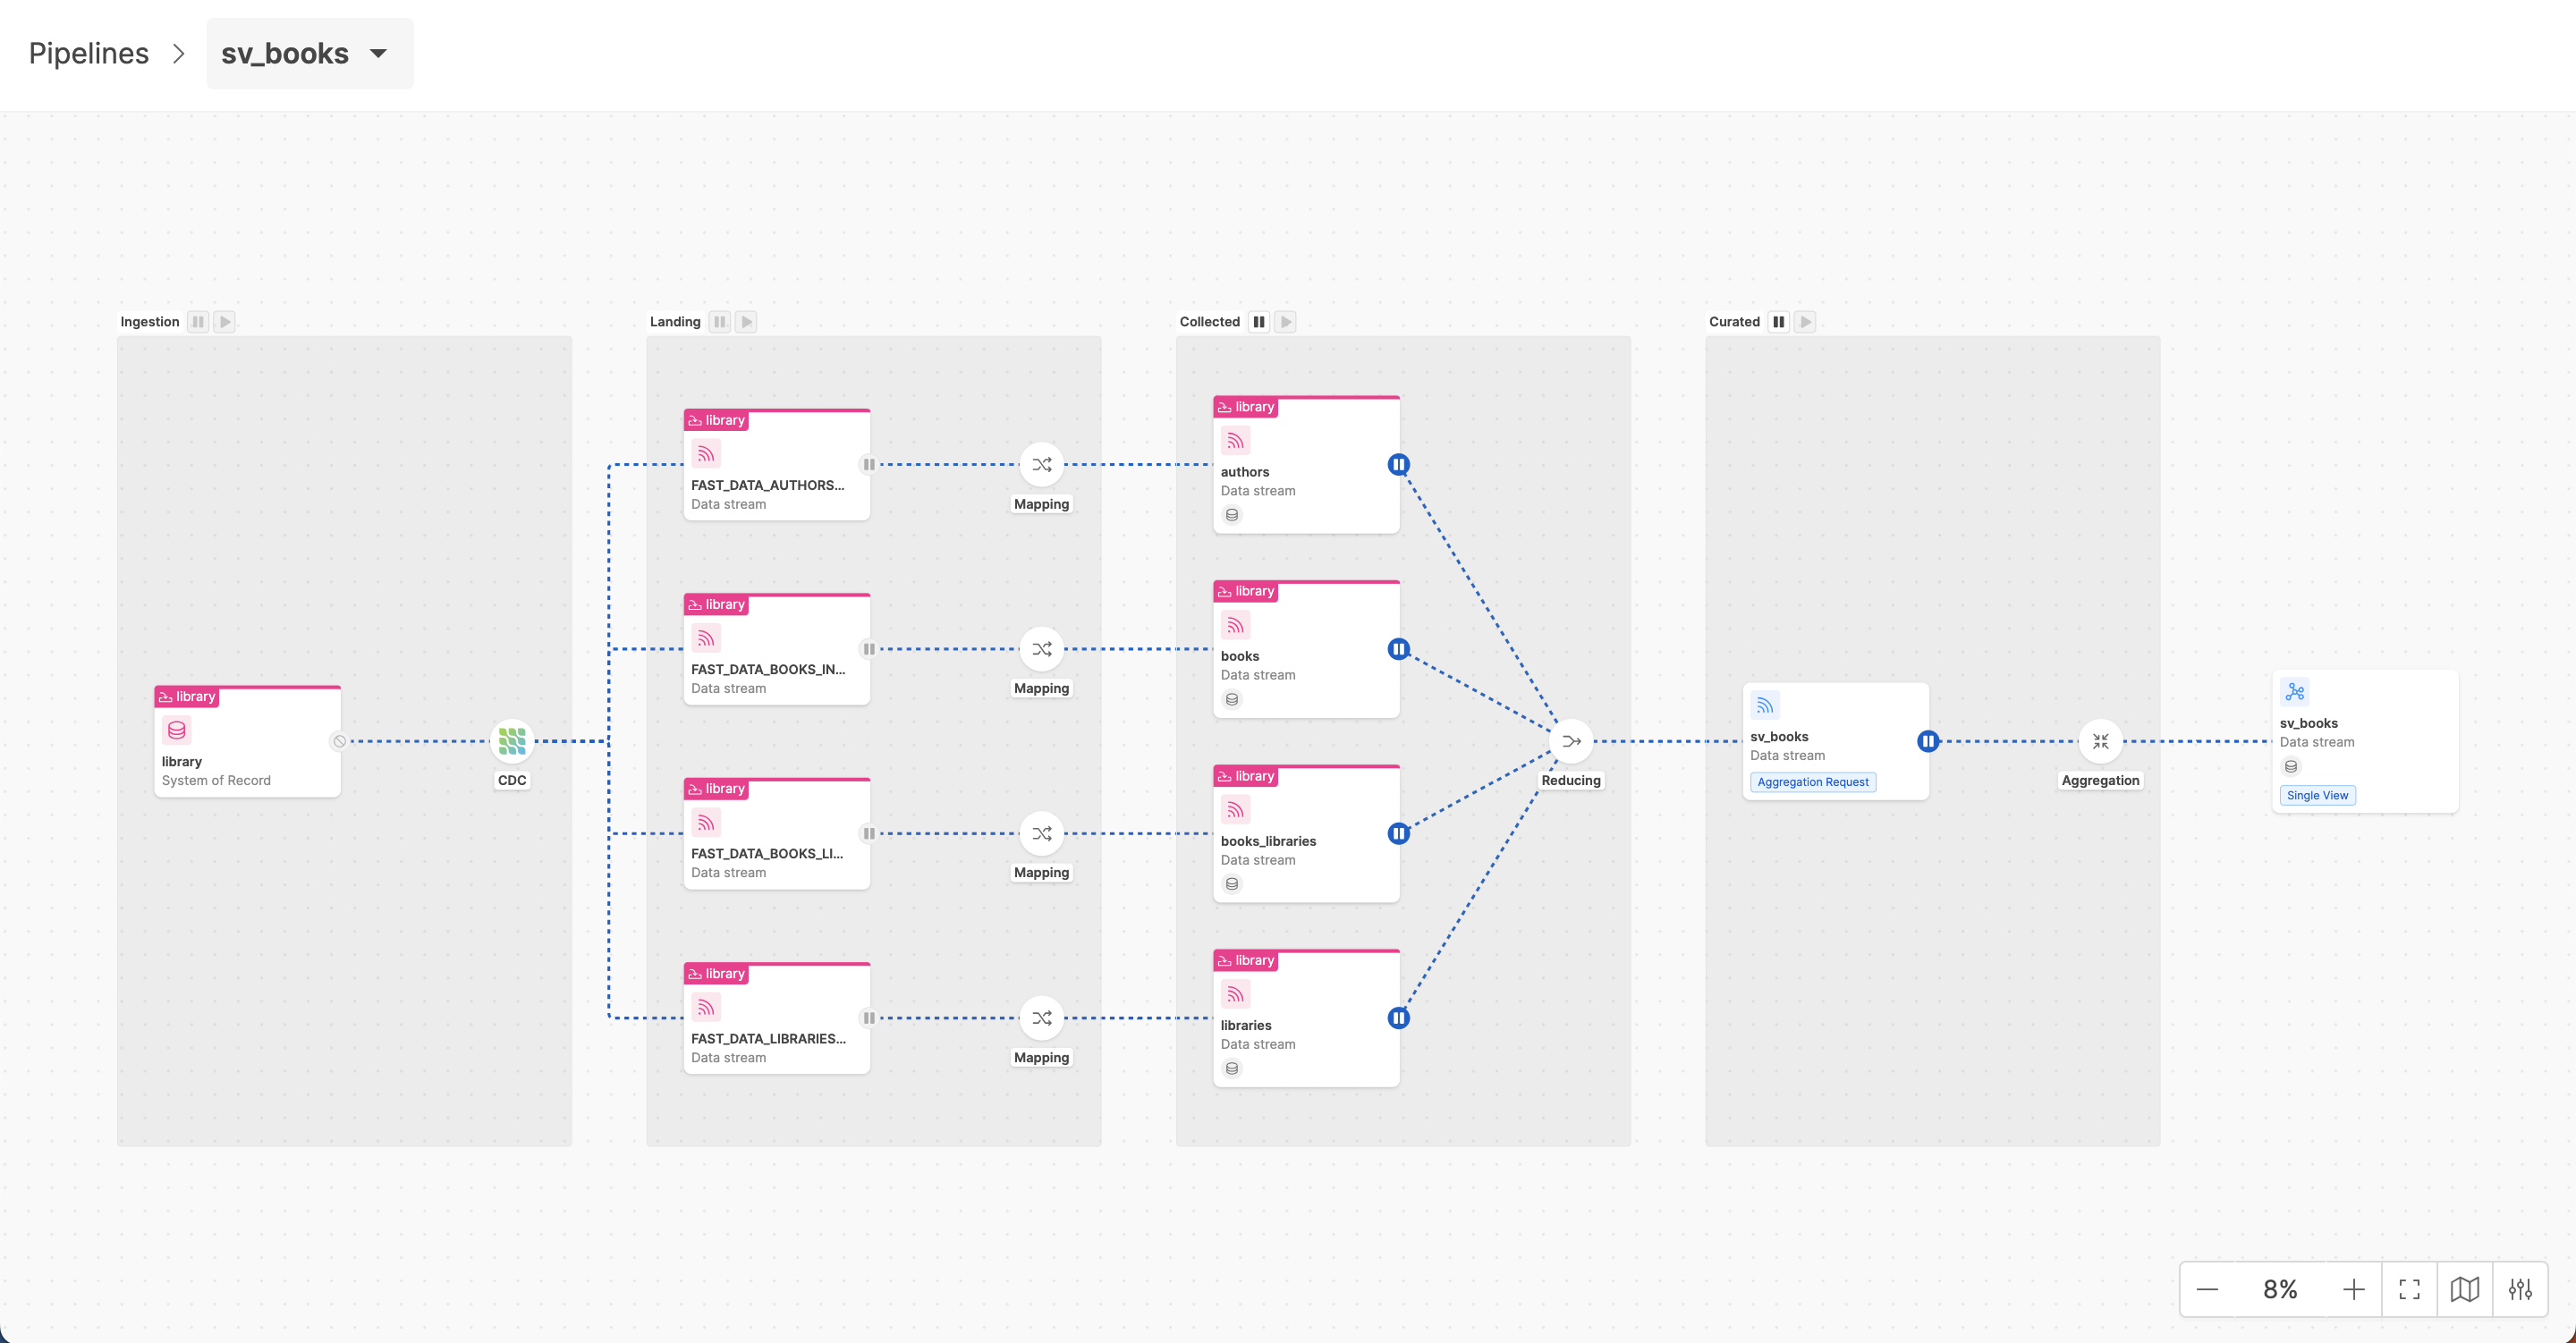 Pipelines
sv_books
Ingestion
Landing
Collected
Curated
library
library
System of Record
CDC
library
FAST_DATA_AUTHORS...
Data stream
Mapping
library
FAST_DATA_BOOKS_IN...
Data stream
Mapping
library
FAST_DATA_BOOKS_LI...
Data stream
Mapping
library
FAST_DATA_LIBRARIES...
Data stream
Mapping
library
authors
Data stream
library
books
Data stream
library
books_libraries
Data stream
library
libraries
Data stream
Reducing
sv_books
Data stream
Aggregation Request
Aggregation
sv_books
Data stream
Single View
8%